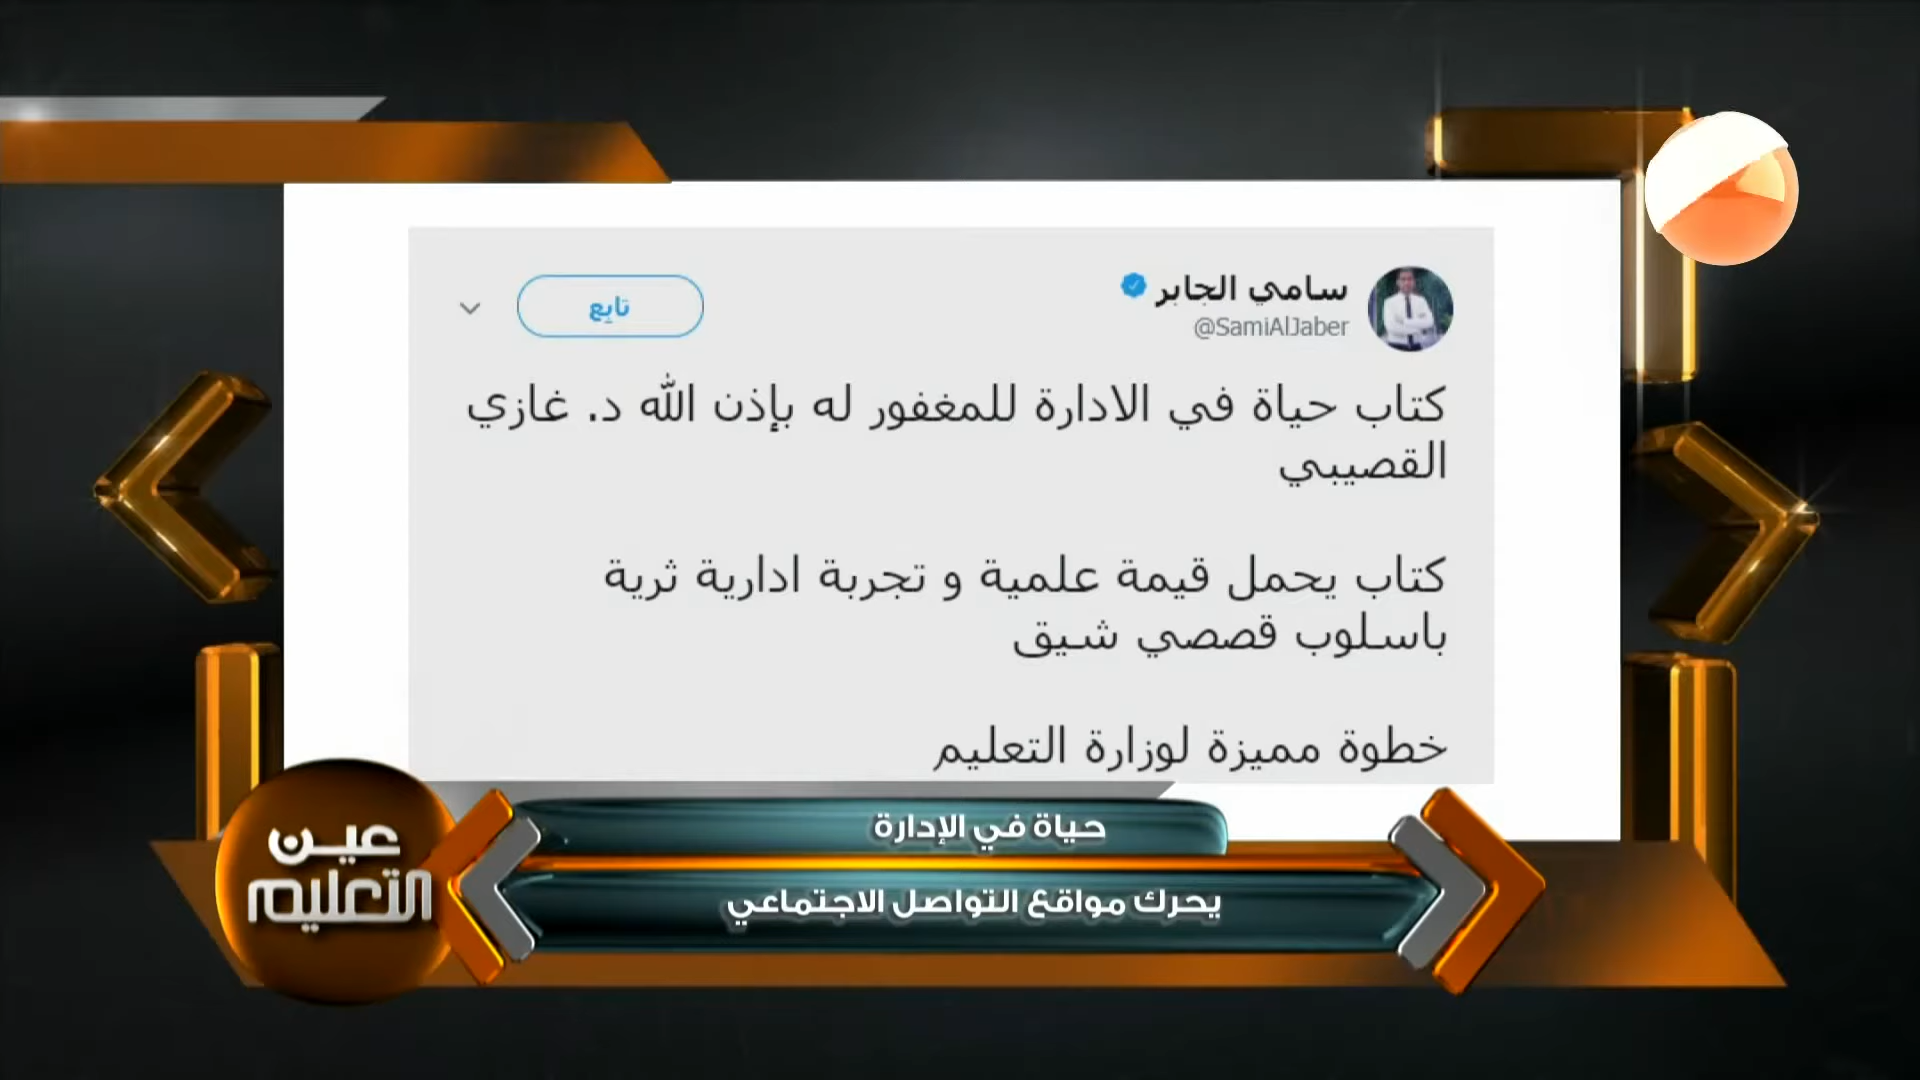 سامي الجابر
@SamiAlJaber
تابِع
كتاب حياة في الادارة للمغفور له بإذن الله د. غازي
القصيبي
كتاب يحمل قيمة علمية و تجربة ادارية ثرية
باسلوب قصصي شيق
خطوة مميزة لوزارة التعليم
حياة في الإدارة
يحرك مواقع التواصل الاجتماعي
عين
التعليم